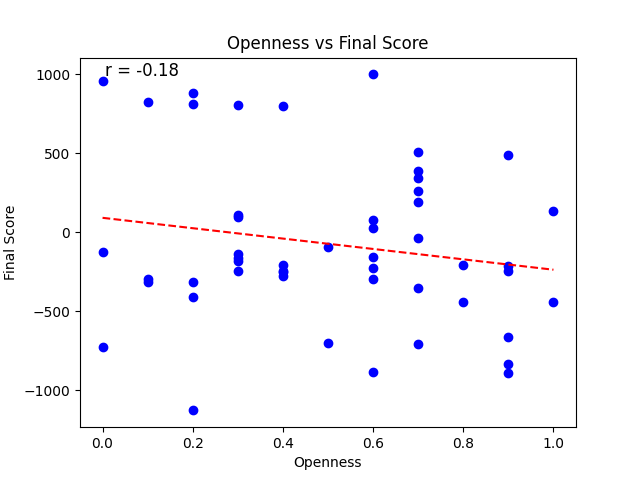 Openness vs Final Score
r = -0.18
1000
500
0
−500
−1000
Final Score
0.0 0.2 0.4 0.6 0.8 1.0
Openness